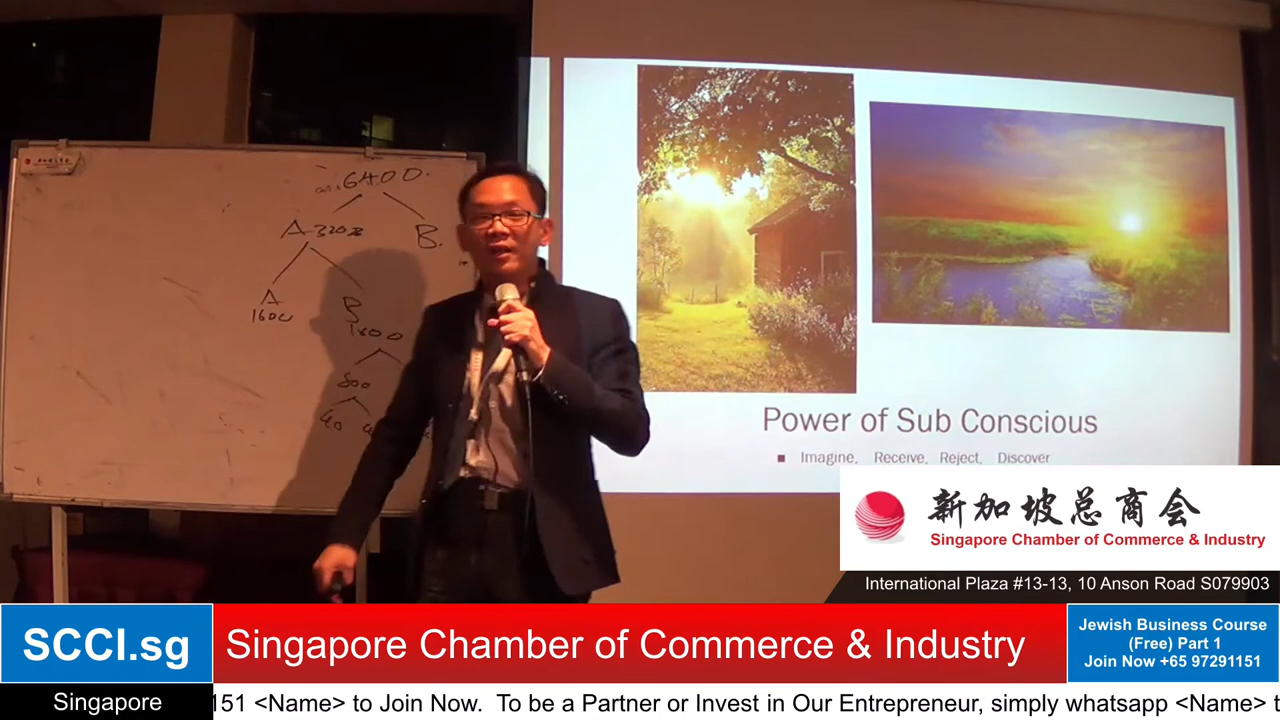 6400
A 3200 B.
A B
1600 1600
800
Power of Sub Conscious
■ Imagine, Receive, Reject, Discover
新加坡总商会
Singapore Chamber of Commerce & Industry
International Plaza #13-13, 10 Anson Road S079903
SCCI.sg
Singapore Chamber of Commerce & Industry
Jewish Business Course
(Free) Part 1
Join Now +65 97291151
Singapore
151 <Name> to Join Now. To be a Partner or Invest in Our Entrepreneur, simply whatsapp <Name> t